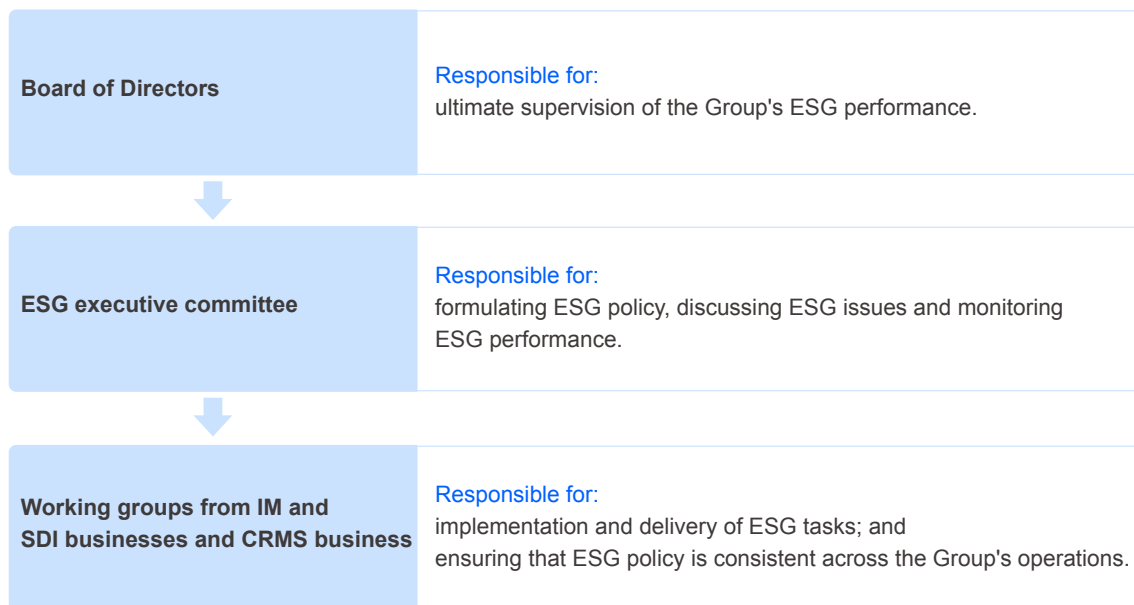 Board of Directors
Responsible for:
ultimate supervision of the Group's ESG performance.
ESG executive committee
Responsible for:
formulating ESG policy, discussing ESG issues and monitoring
ESG performance.
Working groups from IM and
SDI businesses and CRMS business
Responsible for:
implementation and delivery of ESG tasks; and
ensuring that ESG policy is consistent across the Group's operations.